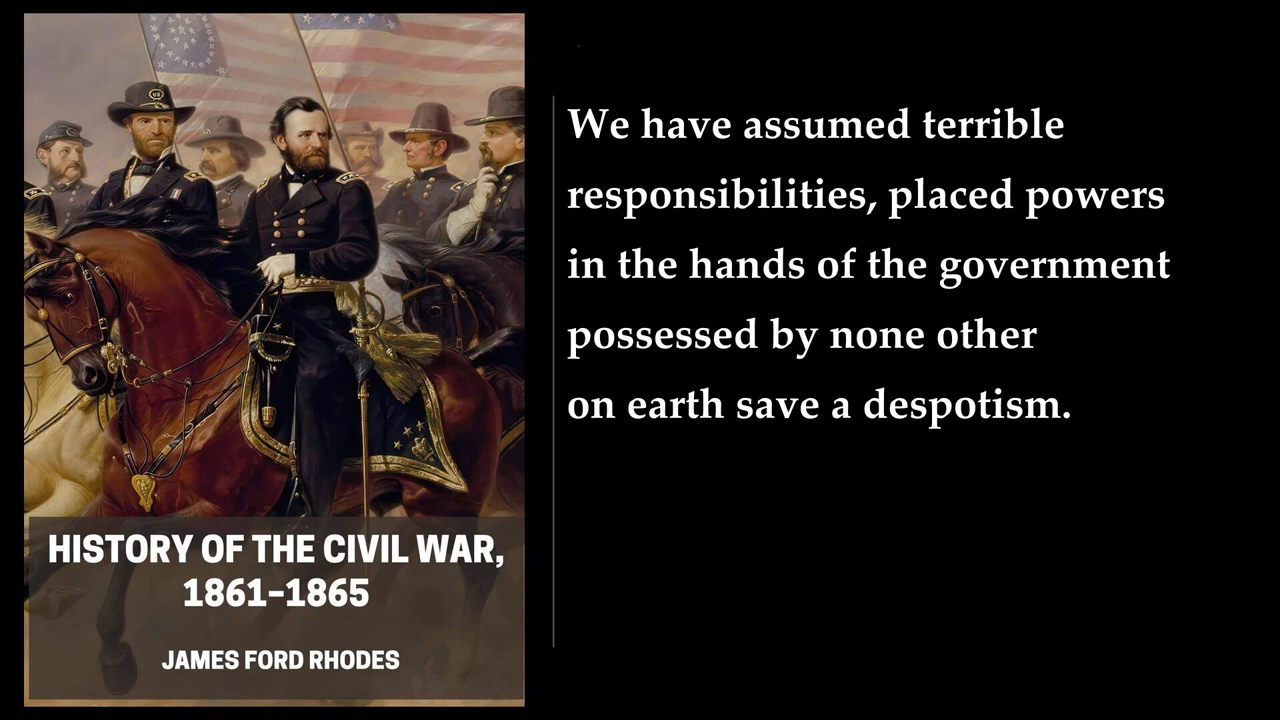 HISTORY OF THE CIVIL WAR,
1861–1865
JAMES FORD RHODES
We have assumed terrible
responsibilities, placed powers
in the hands of the government
possessed by none other
on earth save a despotism.